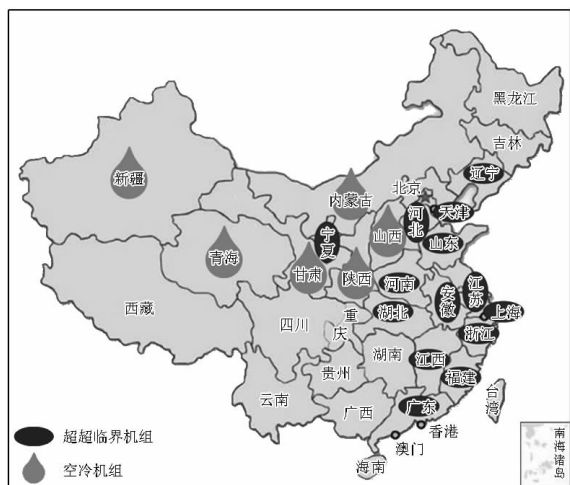 黑龙江
吉林
辽宁
新疆
内蒙古
北京
天津
河北
山西
山东
宁夏
青海
甘肃
陕西
河南
江苏
安徽
上海
西藏
四川
重庆
湖北
浙江
湖南
江西
贵州
福建
云南
广西
广东
台湾
香港
澳门
海南
南海诸岛
超超临界机组
空冷机组